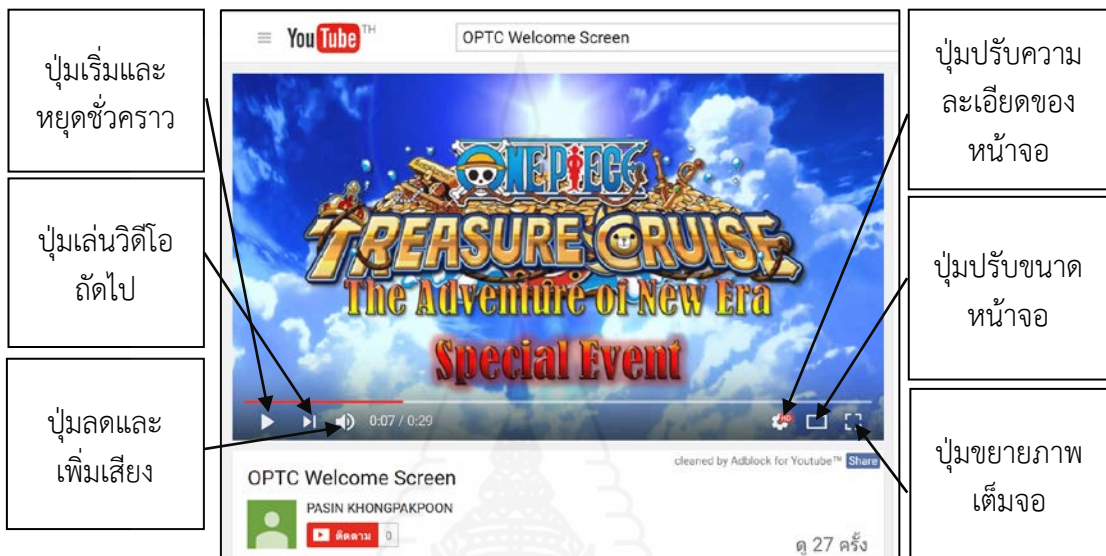 ปุ่มเริ่มและ
หยุดชั่วคราว
ปุ่มเล่นวิดีโอ
ถัดไป
ปุ่มลดและ
เพิ่มเสียง
YouTube TH
OPTC Welcome Screen
ONE PIECE
TREASURE CRUISE
The Adventure of New Era
Special Event
0:07 / 0:29
HD
cleaned by Adblock for Youtube™ Share
OPTC Welcome Screen
PASIN KHONGPAKPOON
ติดตาม 0
ดู 27 ครั้ง
ปุ่มปรับความ
ละเอียดของ
หน้าจอ
ปุ่มปรับขนาด
หน้าจอ
ปุ่มขยายภาพ
เต็มจอ